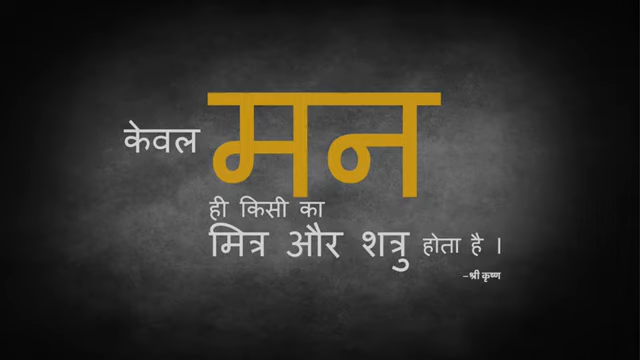 केवल मन
ही किसी का
मित्र और शत्रु होता है ।
–श्री कृष्ण